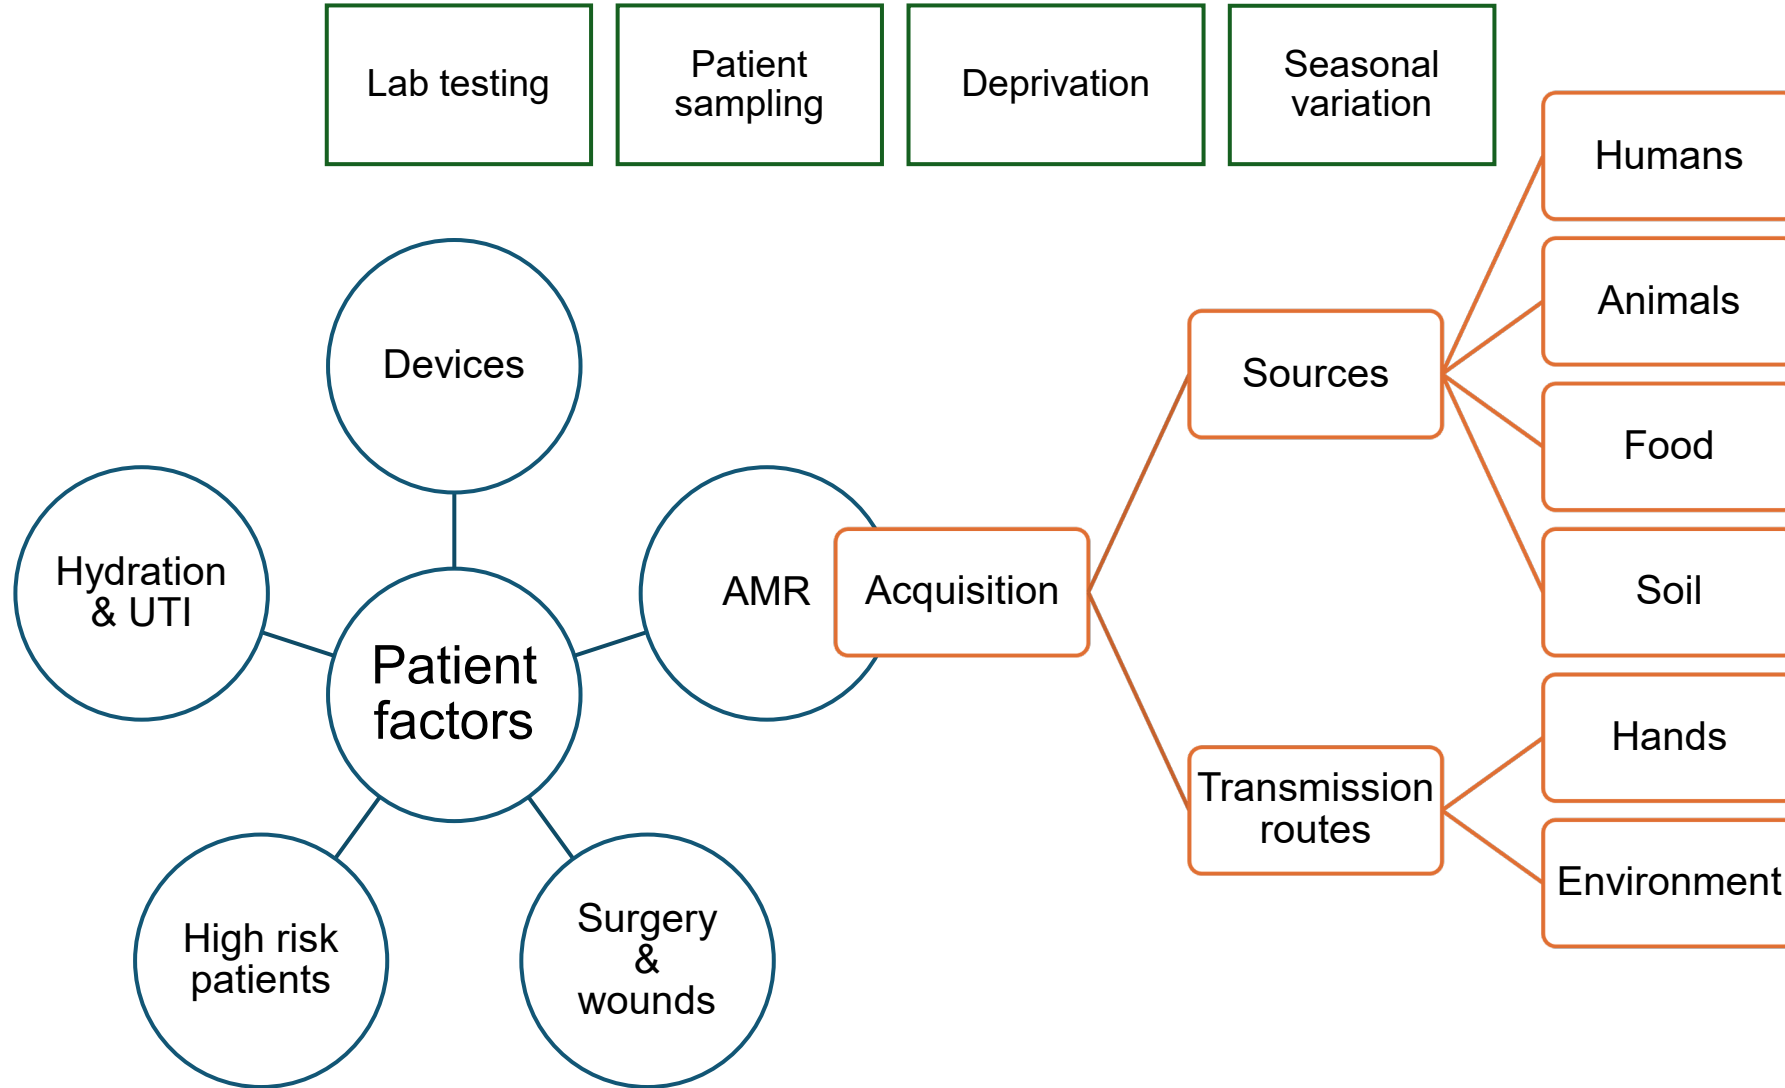 Lab testing
Patient
sampling
Deprivation
Seasonal
variation
Humans
Animals
Food
Soil
Hands
Environment
Sources
Transmission
routes
Acquisition
AMR
Devices
Hydration
& UTI
Patient
factors
High risk
patients
Surgery
&
wounds